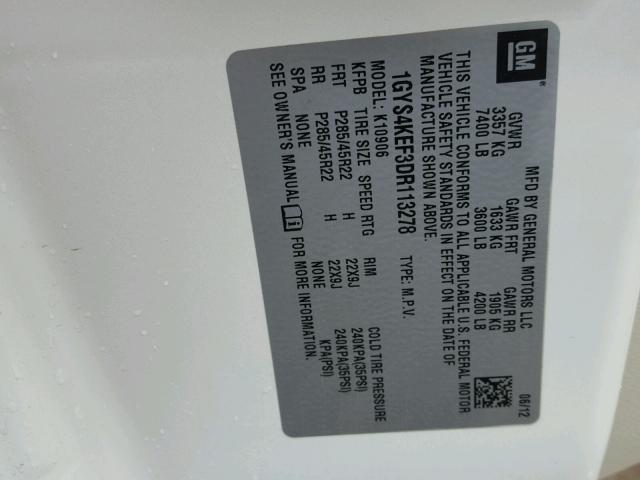 GM
MFD BY GENERAL MOTORS LLC
06/12
GVWR GAWR FRT GAWR RR
3357 KG 1633 KG 1905 KG
7400 LB 3600 LB 4200 LB
THIS VEHICLE CONFORMS TO ALL APPLICABLE U.S. FEDERAL MOTOR
VEHICLE SAFETY STANDARDS IN EFFECT ON THE DATE OF
MANUFACTURE SHOWN ABOVE.
1GYS4KEF3DR113278 TYPE: M.P.V.
MODEL: K10906
KFPB TIRE SIZE SPEED RTG RIM COLD TIRE PRESSURE
FRT P285/45R22 H 22X9J 240KPA(35PSI)
RR P285/45R22 H 22X9J 240KPA(35PSI)
SPA NONE NONE KPA(PSI)
SEE OWNER'S MANUAL i FOR MORE INFORMATION.